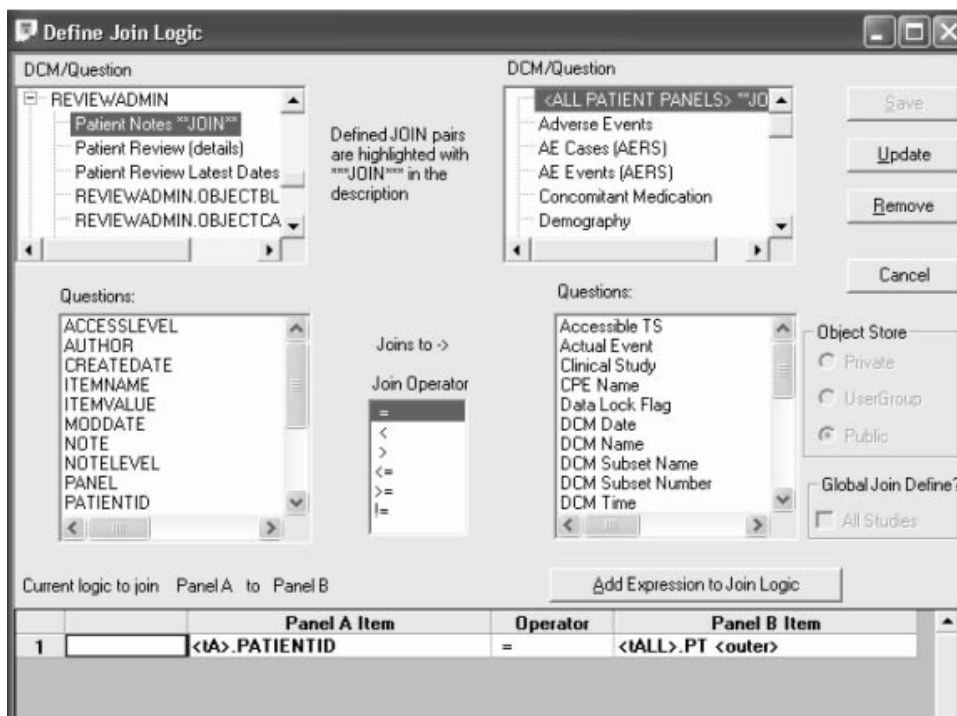 Define Join Logic
DCM/Question
REVIEWADMIN
Patient Notes **JOIN**
Patient Review (details)
Patient Review Latest Dates
REVIEWADMIN.OBJECTBL
REVIEWADMIN.OBJECTCA
Defined JOIN pairs
are highlighted with
***JOIN*** in the
description
DCM/Question
<ALL PATIENT PANELS> **JO
Adverse Events
AE Cases (AERS)
AE Events (AERS)
Concomitant Medication
Demography
Save
Update
Remove
Cancel
Questions:
ACCESSLEVEL
AUTHOR
CREATEDATE
ITEMNAME
ITEMVALUE
MODDATE
NOTE
NOTELEVEL
PANEL
PATIENTID
Joins to ->
Join Operator
=
<
>
<=
>=
!=
Questions:
Accessible TS
Actual Event
Clinical Study
CPE Name
Data Lock Flag
DCM Date
DCM Name
DCM Subset Name
DCM Subset Number
DCM Time
Object Store
Private
UserGroup
Public
Global Join Define?
All Studies
Current logic to join Panel A to Panel B
Add Expression to Join Logic
Panel A Item Operator Panel B Item
1 <tA>.PATIENTID = <tALL>.PT <outer>